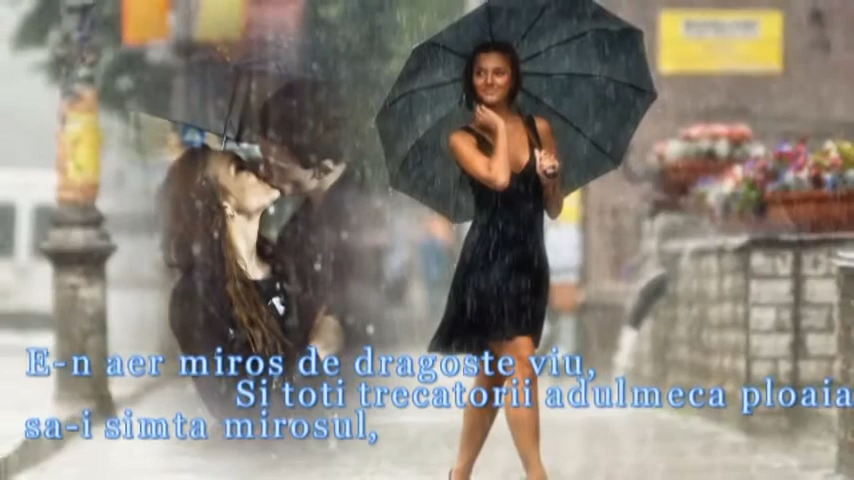 E-n aer miros de dragoste viu,
Si toti trecatorii adulmeca ploaia
sa-i simta mirosul,